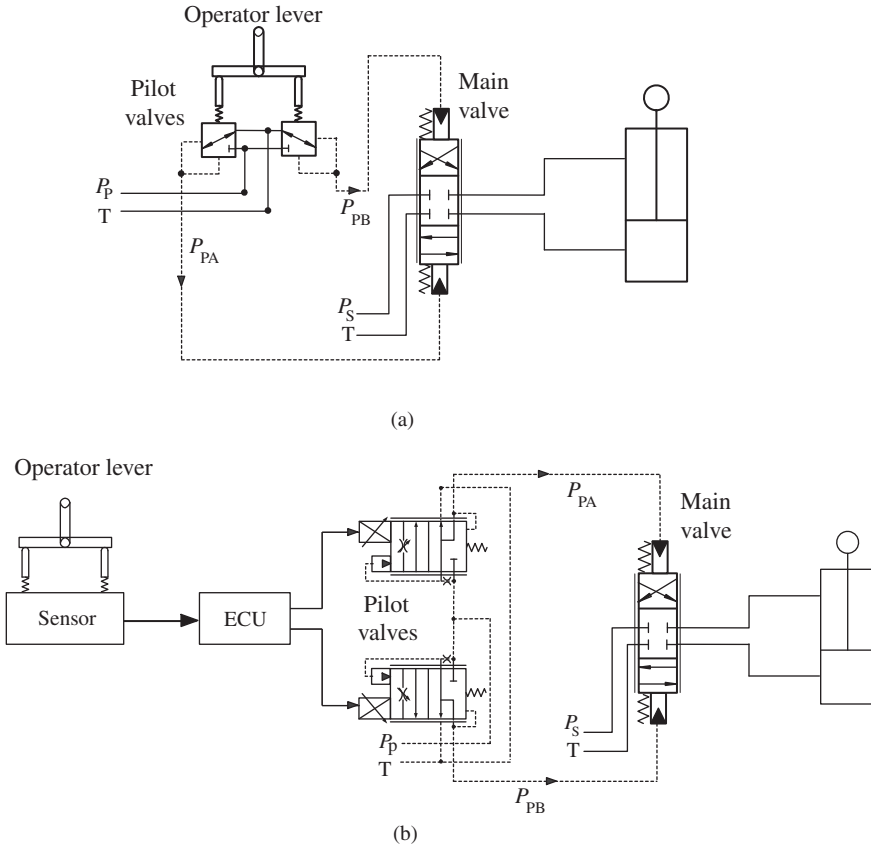 Operator lever
Pilot
valves
Main
valve
P_P
T
P_PB
P_PA
P_S
T
(a)
Operator lever
Sensor
ECU
Pilot
valves
P_PA
Main
valve
P_S
T
P_p
T
P_PB
(b)